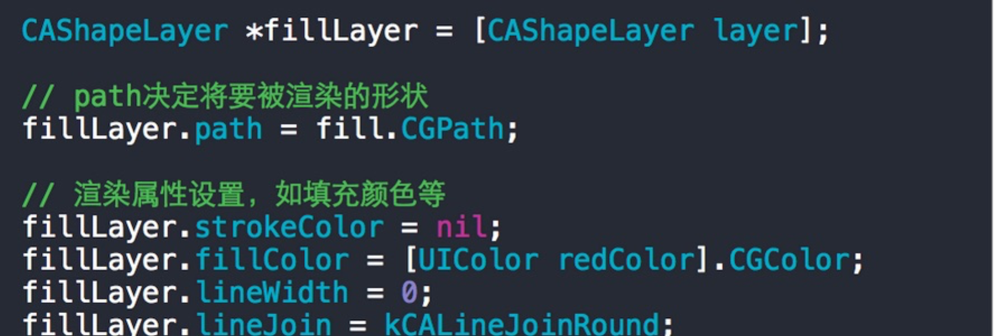 CAShapeLayer *fillLayer = [CAShapeLayer layer];
// path决定将要被渲染的形状
fillLayer.path = fill.CGPath;
// 渲染属性设置，如填充颜色等
fillLayer.strokeColor = nil;
fillLayer.fillColor = [UIColor redColor].CGColor;
fillLayer.lineWidth = 0;
fillLayer.lineJoin = kCALineJoinRound;